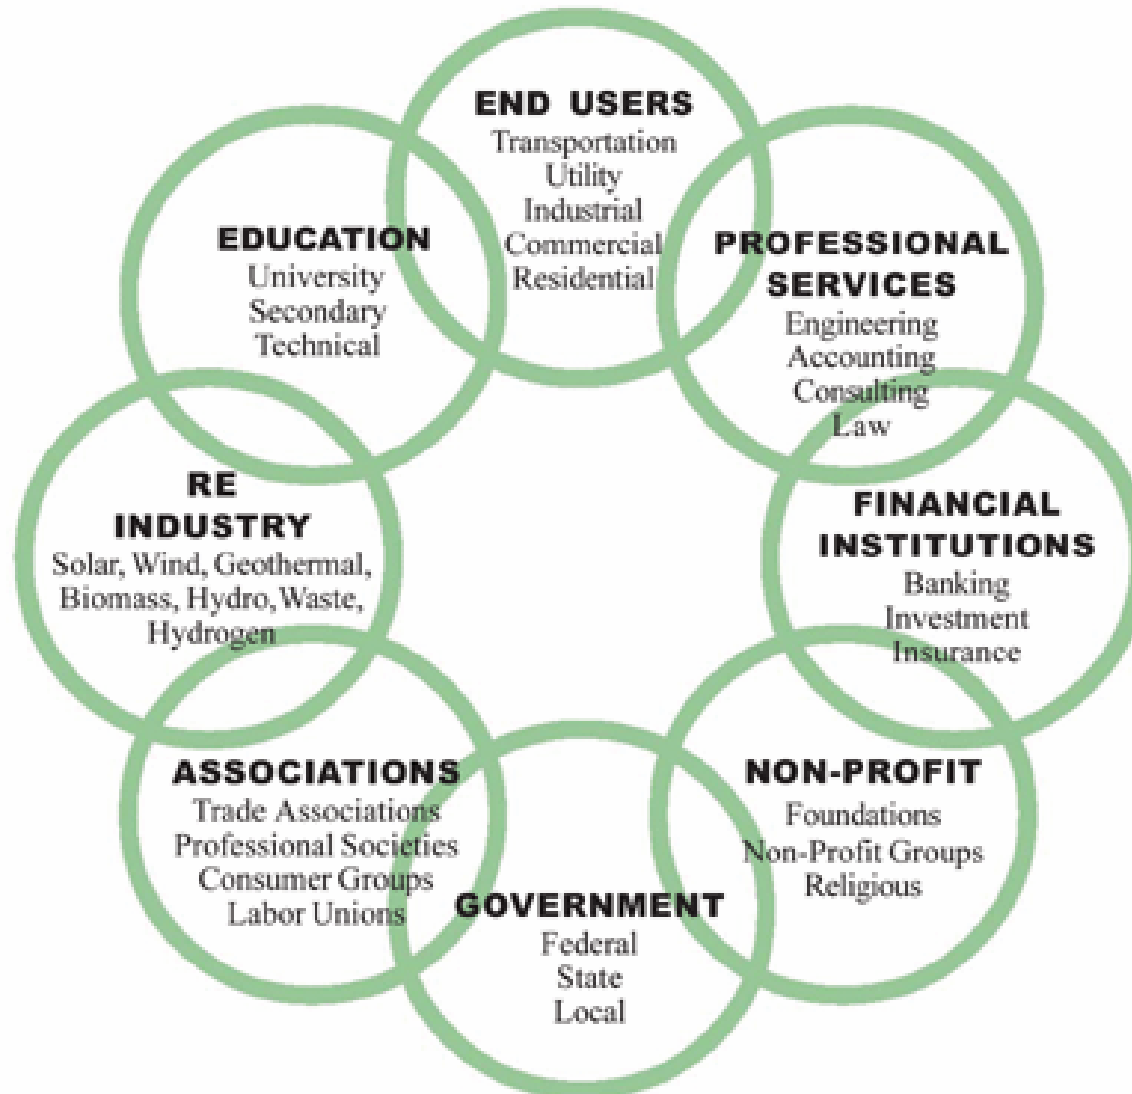 END USERS
Transportation
Utility
Industrial
Commercial
Residential
PROFESSIONAL
SERVICES
Engineering
Accounting
Consulting
Law
FINANCIAL
INSTITUTIONS
Banking
Investment
Insurance
NON-PROFIT
Foundations
Non-Profit Groups
Religious
GOVERNMENT
Federal
State
Local
ASSOCIATIONS
Trade Associations
Professional Societies
Consumer Groups
Labor Unions
RE
INDUSTRY
Solar, Wind, Geothermal,
Biomass, Hydro, Waste,
Hydrogen
EDUCATION
University
Secondary
Technical